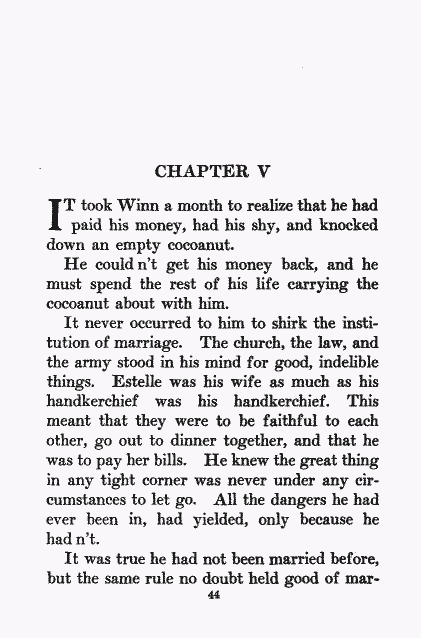 CHAPTER V
IT took Winn a month to realize that he had
paid his money, had his shy, and knocked
down an empty cocoanut.
He could n't get his money back, and he
must spend the rest of his life carrying the
cocoanut about with him.
It never occurred to him to shirk the insti-
tution of marriage. The church, the law, and
the army stood in his mind for good, indelible
things. Estelle was his wife as much as his
handkerchief was his handkerchief. This
meant that they were to be faithful to each
other, go out to dinner together, and that he
was to pay her bills. He knew the great thing
in any tight corner was never under any cir-
cumstances to let go. All the dangers he had
ever been in, had yielded, only because he
had n't.
It was true he had not been married before,
but the same rule no doubt held good of mar-
44